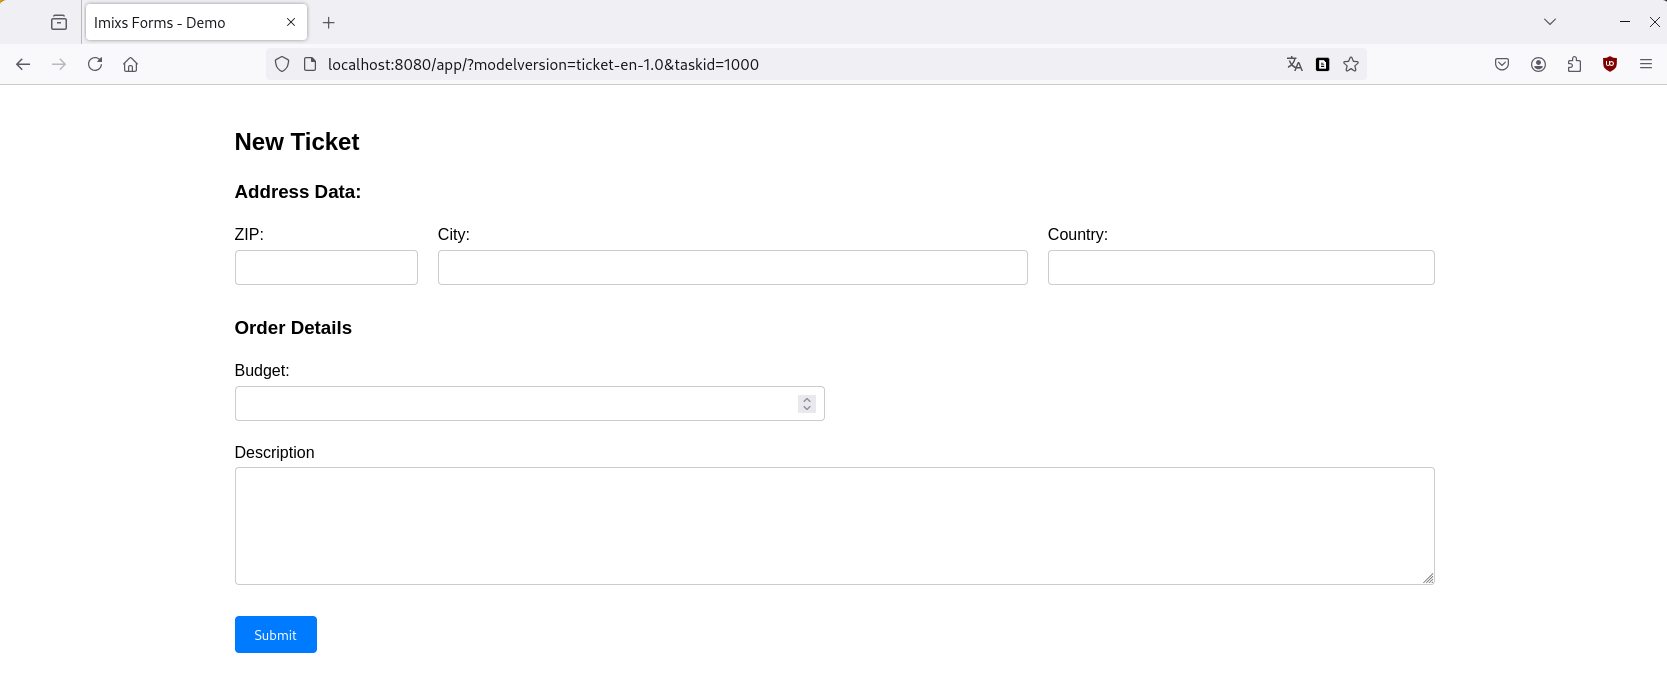 Imixs Forms - Demo
localhost:8080/app/?modelversion=ticket-en-1.0&taskid=1000
New Ticket
Address Data:
ZIP: City: Country:
Order Details
Budget:
Description
Submit